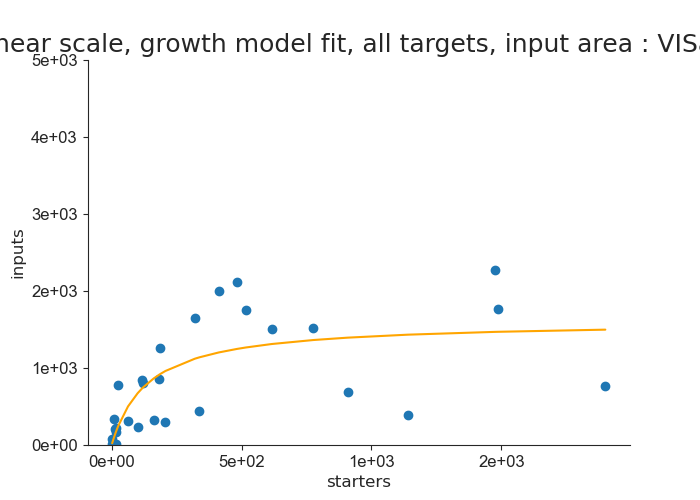 near scale, growth model fit, all targets, input area : VIS
5e+03
4e+03
3e+03
2e+03
1e+03
0e+00
inputs
0e+00 5e+02 1e+03 2e+03
starters